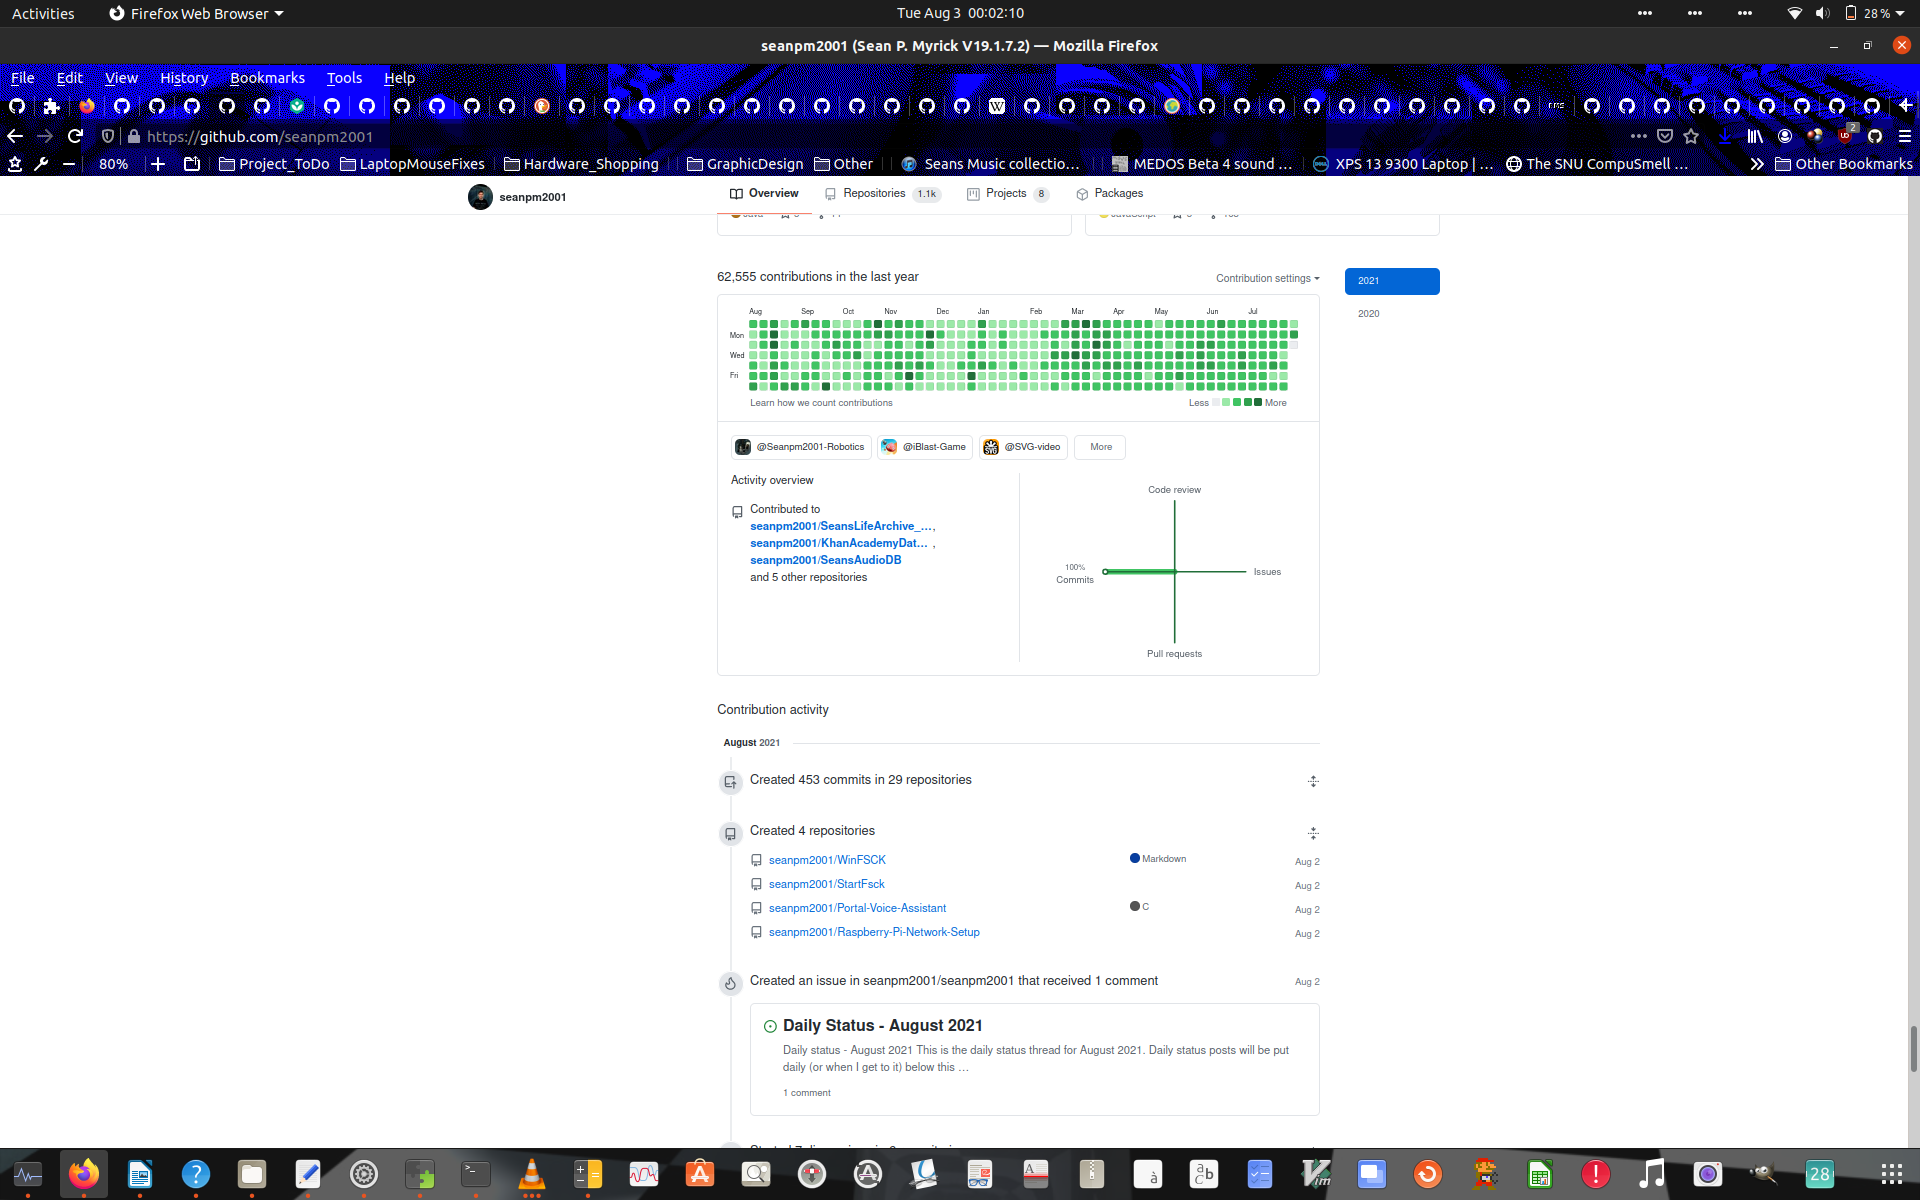 Activities
Firefox Web Browser
Tue Aug 3 00:02:10
28 %
seanpm2001 (Sean P. Myrick V19.1.7.2) — Mozilla Firefox
File Edit View History Bookmarks Tools Help
https://github.com/seanpm2001
2
80%
Project_ToDo
LaptopMouseFixes
Hardware_Shopping
GraphicDesign
Other
Seans Music collectio…
MEDOS Beta 4 sound …
XPS 13 9300 Laptop | …
The SNU CompuSmell …
Other Bookmarks
seanpm2001
Overview
Repositories 1.1k
Projects 8
Packages
Java
JavaScript
62,555 contributions in the last year
Contribution settings
2021
2020
Aug Sep Oct Nov Dec Jan Feb Mar Apr May Jun Jul
Mon
Wed
Fri
Learn how we count contributions
Less More
@Seanpm2001-Robotics
@iBlast-Game
@SVG-video
More
Activity overview
Contributed to
seanpm2001/SeansLifeArchive_…,
seanpm2001/KhanAcademyDat… ,
seanpm2001/SeansAudioDB
and 5 other repositories
Code review
100%
Commits
Issues
Pull requests
Contribution activity
August 2021
Created 453 commits in 29 repositories
Created 4 repositories
seanpm2001/WinFSCK Markdown Aug 2
seanpm2001/StartFsck Aug 2
seanpm2001/Portal-Voice-Assistant C Aug 2
seanpm2001/Raspberry-Pi-Network-Setup Aug 2
Created an issue in seanpm2001/seanpm2001 that received 1 comment Aug 2
Daily Status - August 2021
Daily status - August 2021 This is the daily status thread for August 2021. Daily status posts will be put
daily (or when I get to it) below this …
1 comment
28